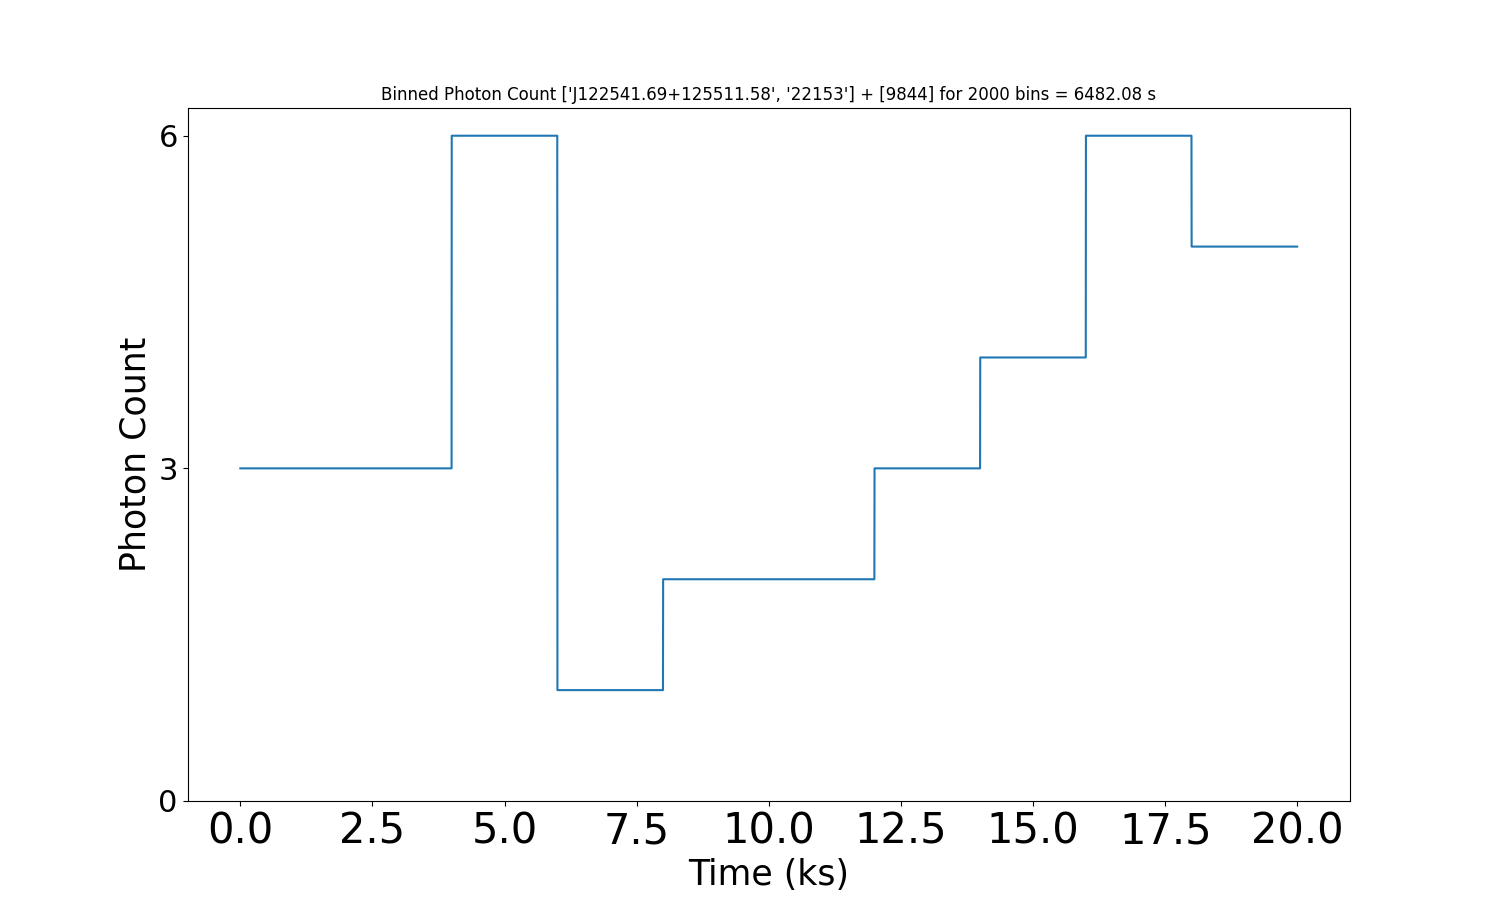 Binned Photon Count ['J122541.69+125511.58', '22153'] + [9844] for 2000 bins = 6482.08 s
6
3
0
Photon Count
0.0 2.5 5.0 7.5 10.0 12.5 15.0 17.5 20.0
Time (ks)